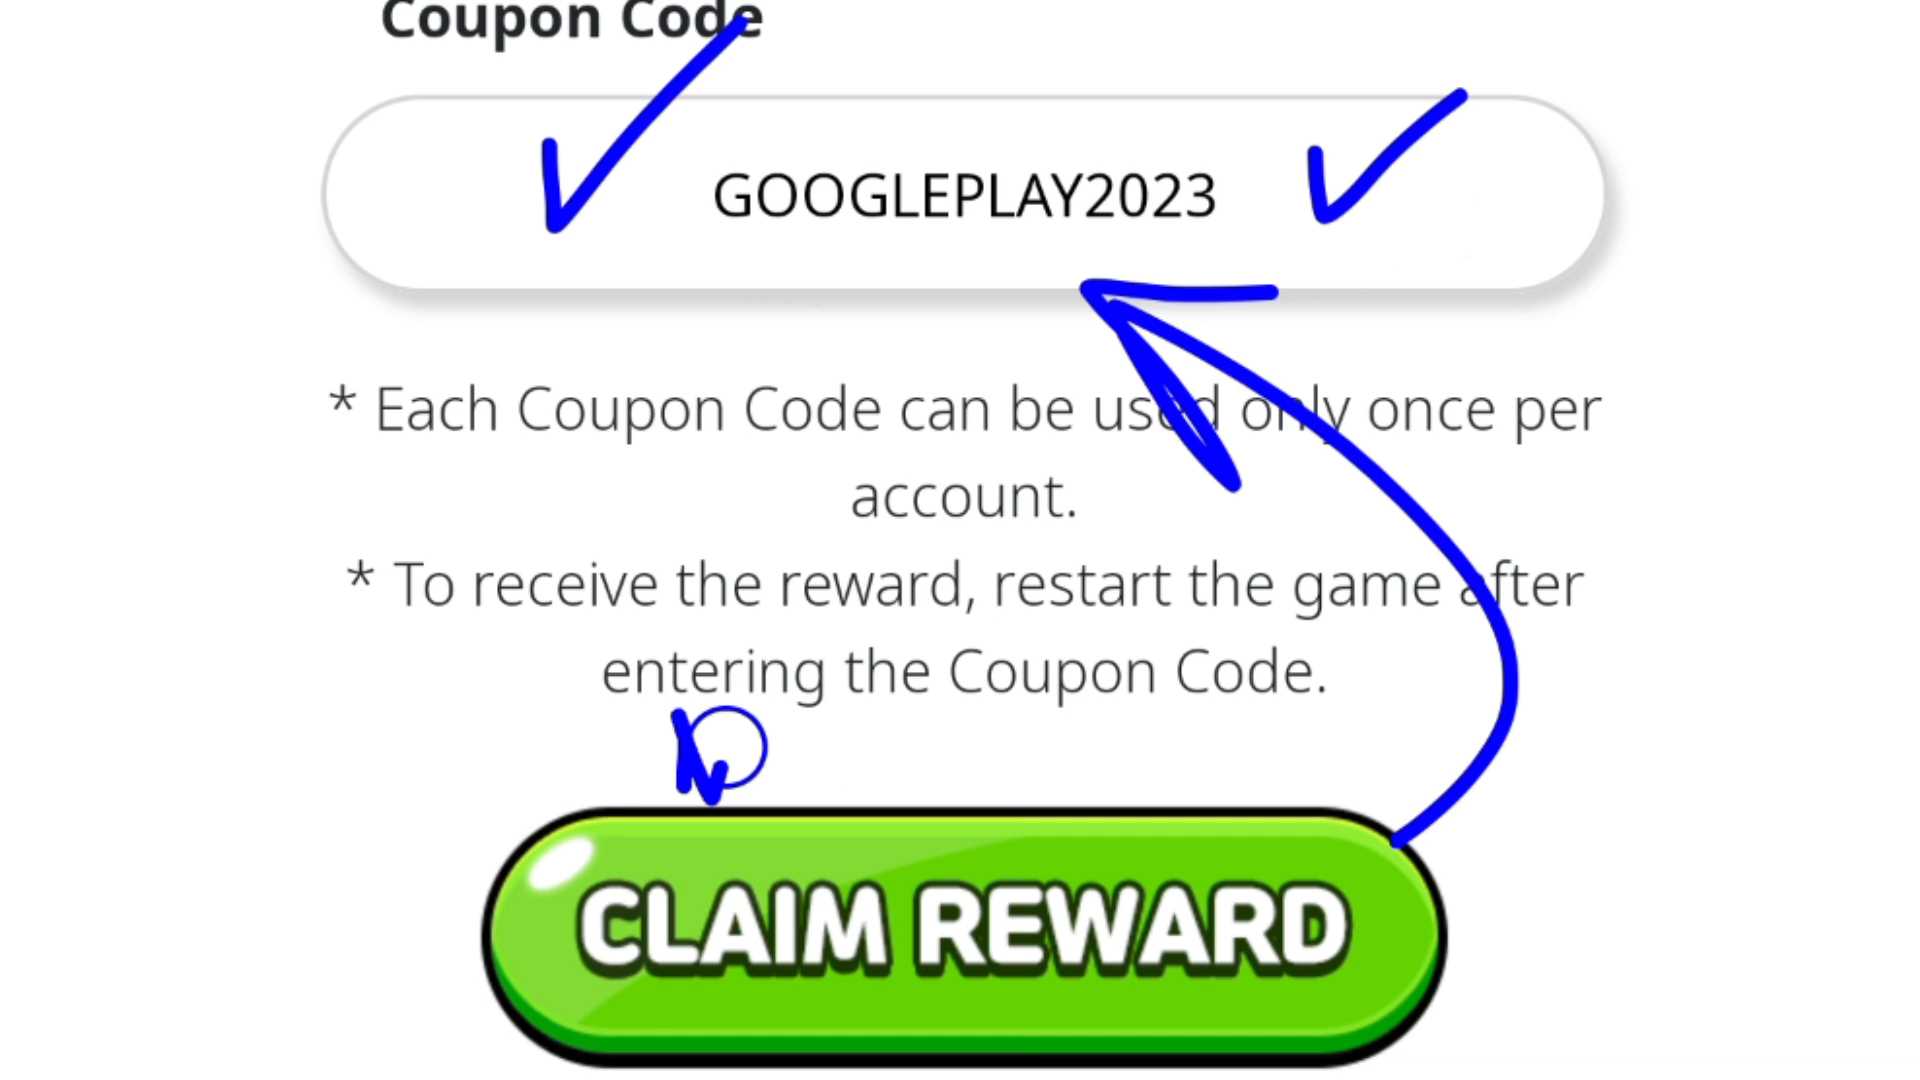 Coupon Code
GOOGLEPLAY2023
* Each Coupon Code can be used only once per
account.
* To receive the reward, restart the game after
entering the Coupon Code.
CLAIM REWARD